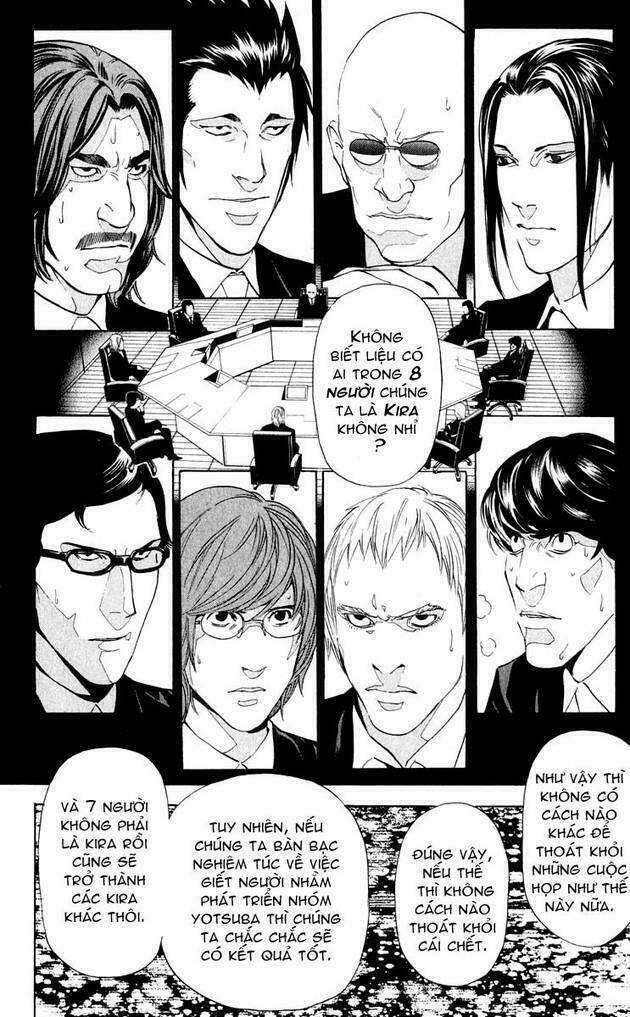 KHÔNG
BIẾT LIỆU CÓ
AI TRONG 8
NGƯỜI CHÚNG
TA LÀ KIRA
KHÔNG NHỈ
?
NHƯ VẬY THÌ
KHÔNG CÓ
CÁCH NÀO
KHÁC ĐỂ
THOÁT KHỎI
NHỮNG CUỘC
HỌP NHƯ THẾ
NÀY NỮA.
ĐÚNG VẬY,
NẾU THẾ
THÌ KHÔNG
CÁCH NÀO
THOÁT KHỎI
CÁI CHẾT.
TUY NHIÊN, NẾU
CHÚNG TA BÀN BẠC
NGHIÊM TÚC VỀ VIỆC
GIẾT NGƯỜI NHẰM
PHÁT TRIỂN NHÓM
YOTSUBA THÌ CHÚNG
TA CHẮC CHẮC SẼ
CÓ KẾT QUẢ TỐT.
VÀ 7 NGƯỜI
KHÔNG PHẢI
LÀ KIRA RỒI
CŨNG SẼ
TRỞ THÀNH
CÁC KIRA
KHÁC THÔI.